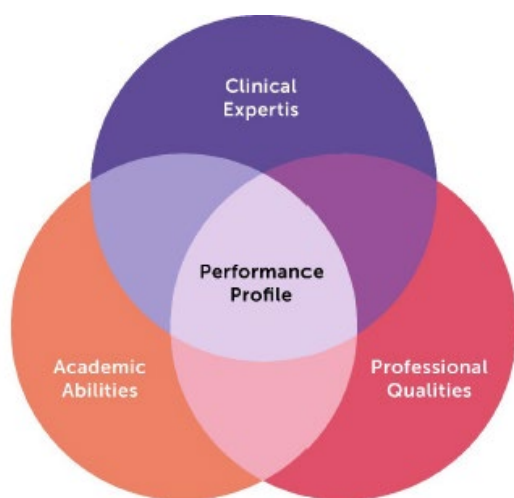 Clinical
Expertis
Performance
Profile
Academic
Abilities
Professional
Qualities